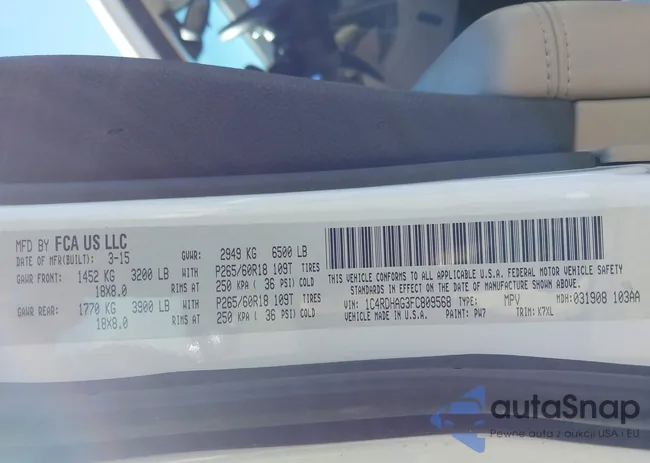 MFD BY FCA US LLC
DATE OF MFR(BUILT): 3-15 GVWR: 2949 KG 6500 LB
GAWR FRONT: 1452 KG 3200 LB WITH P265/60R18 109T TIRES
18X8.0 RIMS AT 250 KPA ( 36 PSI) COLD
GAWR REAR: 1770 KG 3900 LB WITH P265/60R18 109T TIRES
18X8.0 RIMS AT 250 KPA ( 36 PSI) COLD
THIS VEHICLE CONFORMS TO ALL APPLICABLE U.S.A. FEDERAL MOTOR VEHICLE SAFETY
STANDARDS IN EFFECT ON THE DATE OF MANUFACTURE SHOWN ABOVE.
VIN: 1C4RDHAG3FC809568 TYPE: MPV MDH:031908 103AA
VEHICLE MADE IN U.S.A. PAINT: PW7 TRIM: K7XL
autaSnap
Pewne auta z aukcji USA i EU